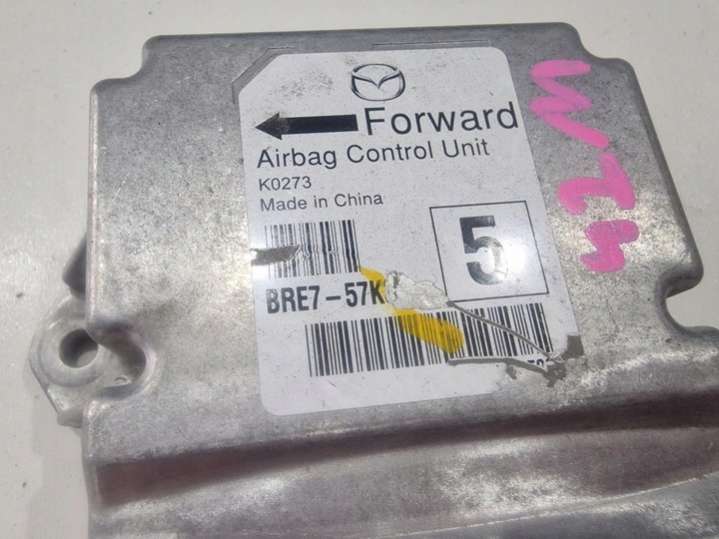 Forward
Airbag Control Unit
K0273
Made in China
5
BRE7-57K